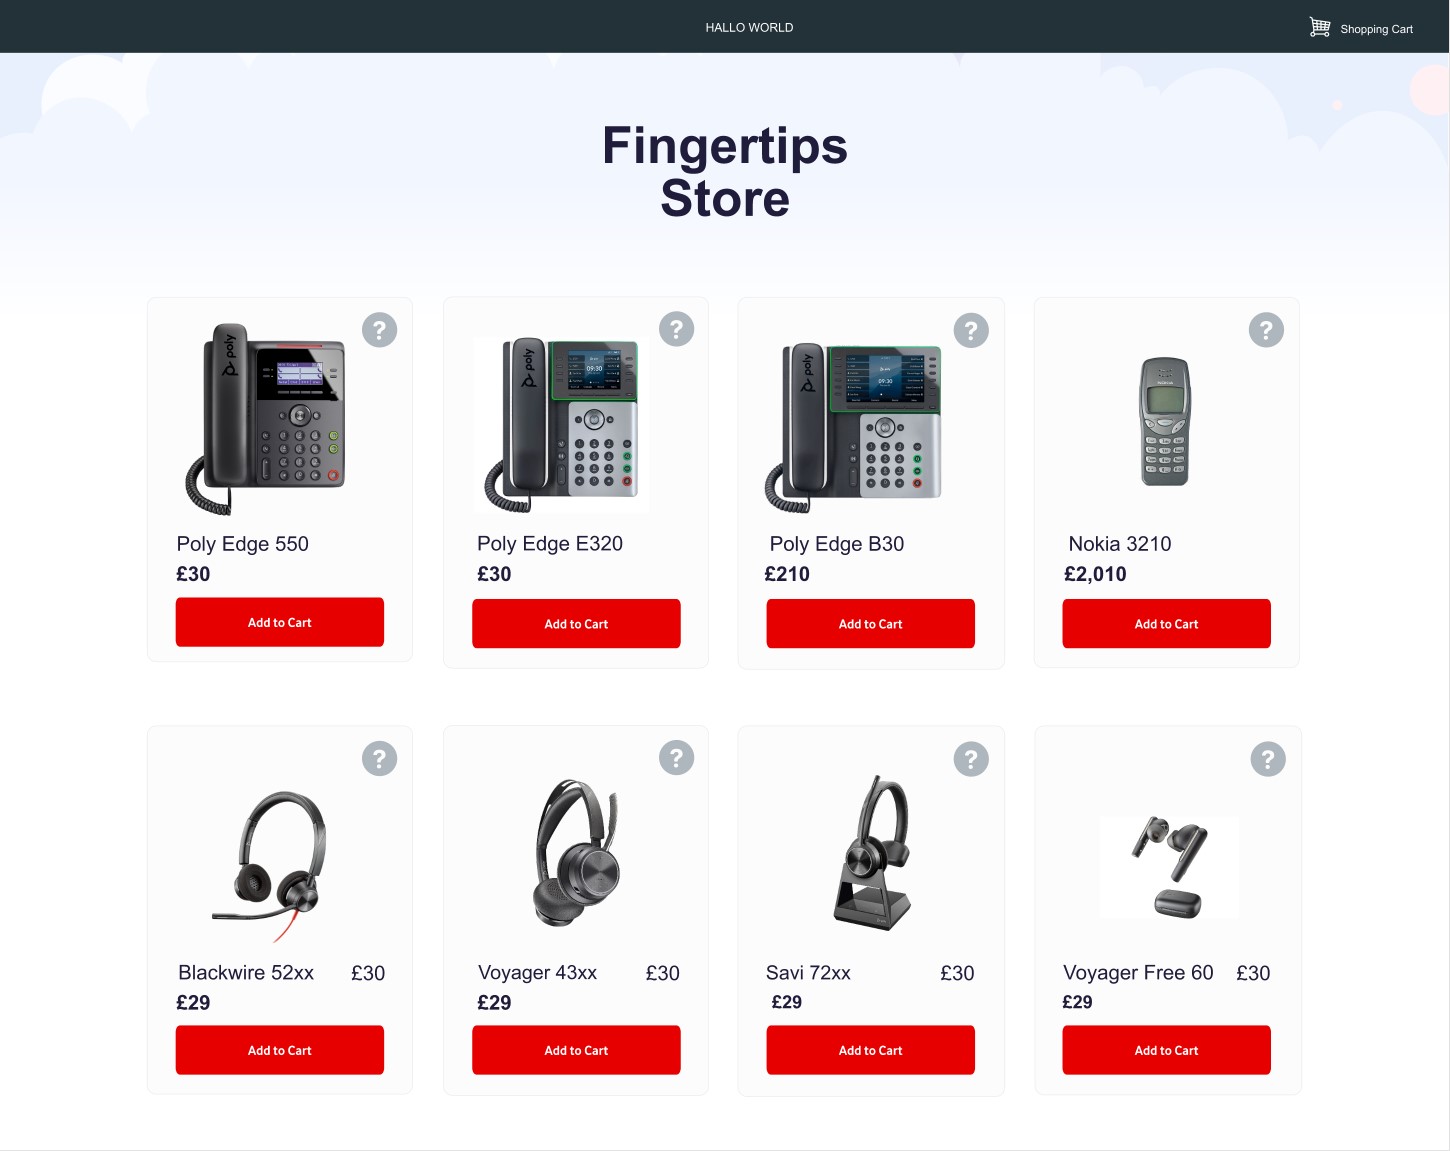 HALLO WORLD
Shopping Cart
Fingertips
Store
?
?
?
?
poly
poly
09:30
poly
09:30
NOKIA
Poly Edge 550
£30
Add to Cart
Poly Edge E320
£30
Add to Cart
Poly Edge B30
£210
Add to Cart
Nokia 3210
£2,010
Add to Cart
?
?
?
?
Blackwire 52xx £30
£29
Add to Cart
Voyager 43xx £30
£29
Add to Cart
Savi 72xx £30
£29
Add to Cart
Voyager Free 60 £30
£29
Add to Cart